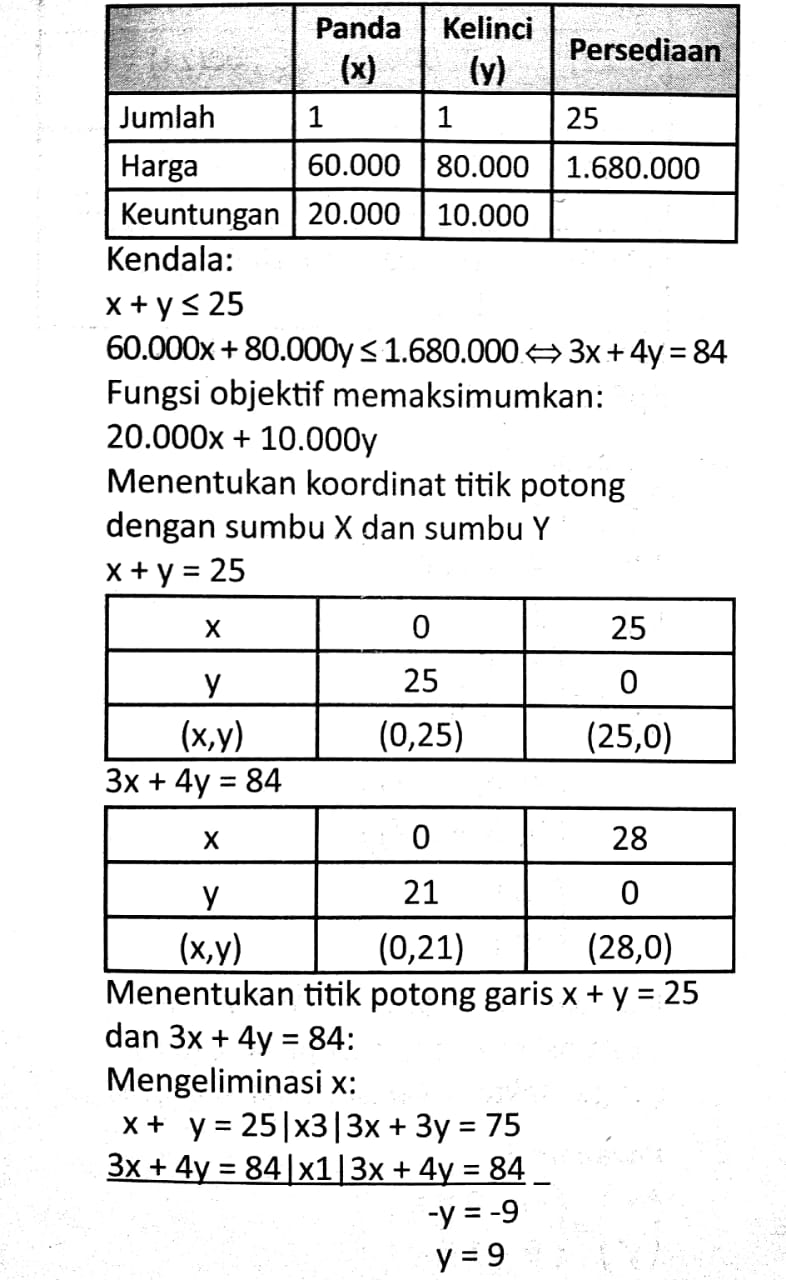 Panda (x) Kelinci (y) Persediaan
Jumlah 1 1 25
Harga 60.000 80.000 1.680.000
Keuntungan 20.000 10.000
Kendala:
x + y ≤ 25
60.000x + 80.000y ≤ 1.680.000 ⇔ 3x + 4y = 84
Fungsi objektif memaksimumkan:
20.000x + 10.000y
Menentukan koordinat titik potong
dengan sumbu X dan sumbu Y
x + y = 25
x 0 25
y 25 0
(x,y) (0,25) (25,0)
3x + 4y = 84
x 0 28
y 21 0
(x,y) (0,21) (28,0)
Menentukan titik potong garis x + y = 25
dan 3x + 4y = 84:
Mengeliminasi x:
x + y = 25|x3|3x + 3y = 75
3x + 4y = 84|x1|3x + 4y = 84 –
-y = -9
y = 9